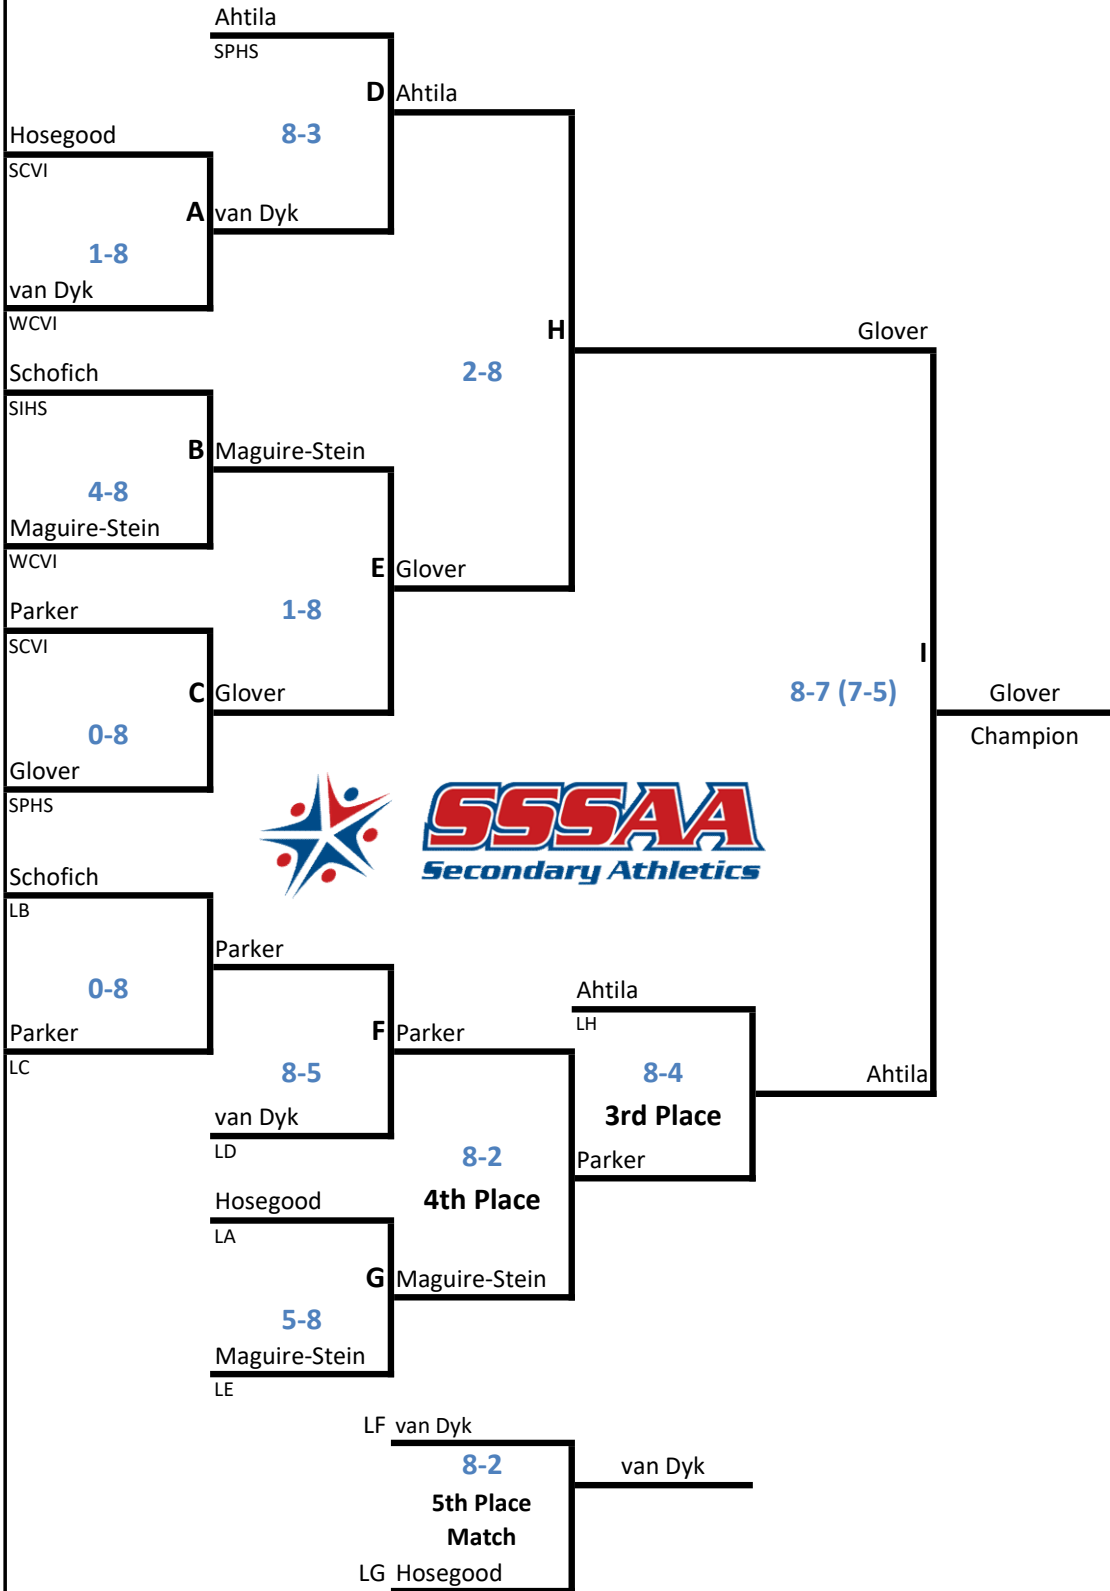 Ahtila
SPHS
D Ahtila
Hosegood
8-3
SCVI
A van Dyk
1-8
van Dyk
WCVI
H
Glover
Schofich
2-8
SIHS
B Maguire-Stein
4-8
Maguire-Stein
WCVI
E Glover
Parker
1-8
SCVI
I
C Glover
8-7 (7-5)
Glover
0-8
Champion
Glover
SPHS
SSSAA
Secondary Athletics
Schofich
LB
Parker
0-8
Ahtila
LH
Parker
F Parker
LC
8-5
8-4
Ahtila
van Dyk
3rd Place
LD
8-2
Parker
Hosegood
4th Place
LA
G Maguire-Stein
5-8
Maguire-Stein
LE
LF van Dyk
8-2
van Dyk
5th Place
Match
LG Hosegood